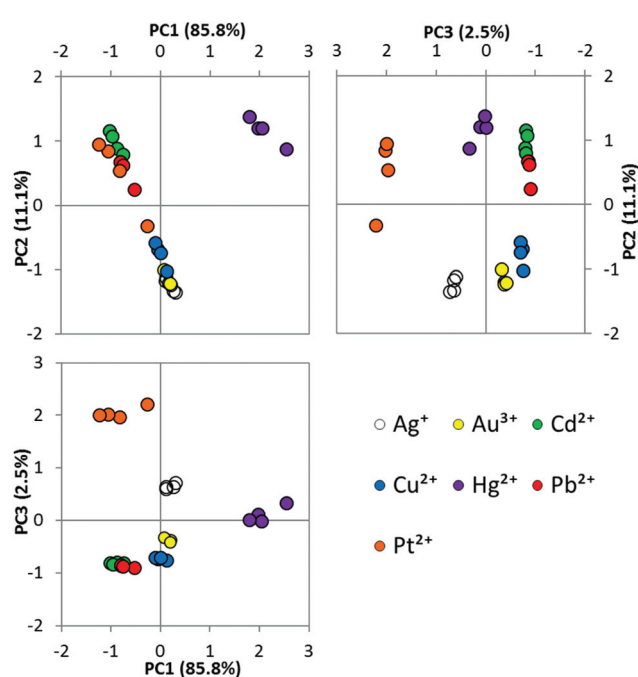 PC1 (85.8%)
-2 -1 0 1 2 3
2
1
0
-1
-2
PC2 (11.1%)
PC3 (2.5%)
2 1 0 -1
2
1
0
-1
-2
PC2 (11.1%)
3
2
1
0
-1
-2
PC3 (2.5%)
-2 -1 0 1 2 3
PC1 (85.8%)
Ag⁺ Au³⁺ Cd²⁺
Cu²⁺ Hg²⁺ Pb²⁺
Pt²⁺